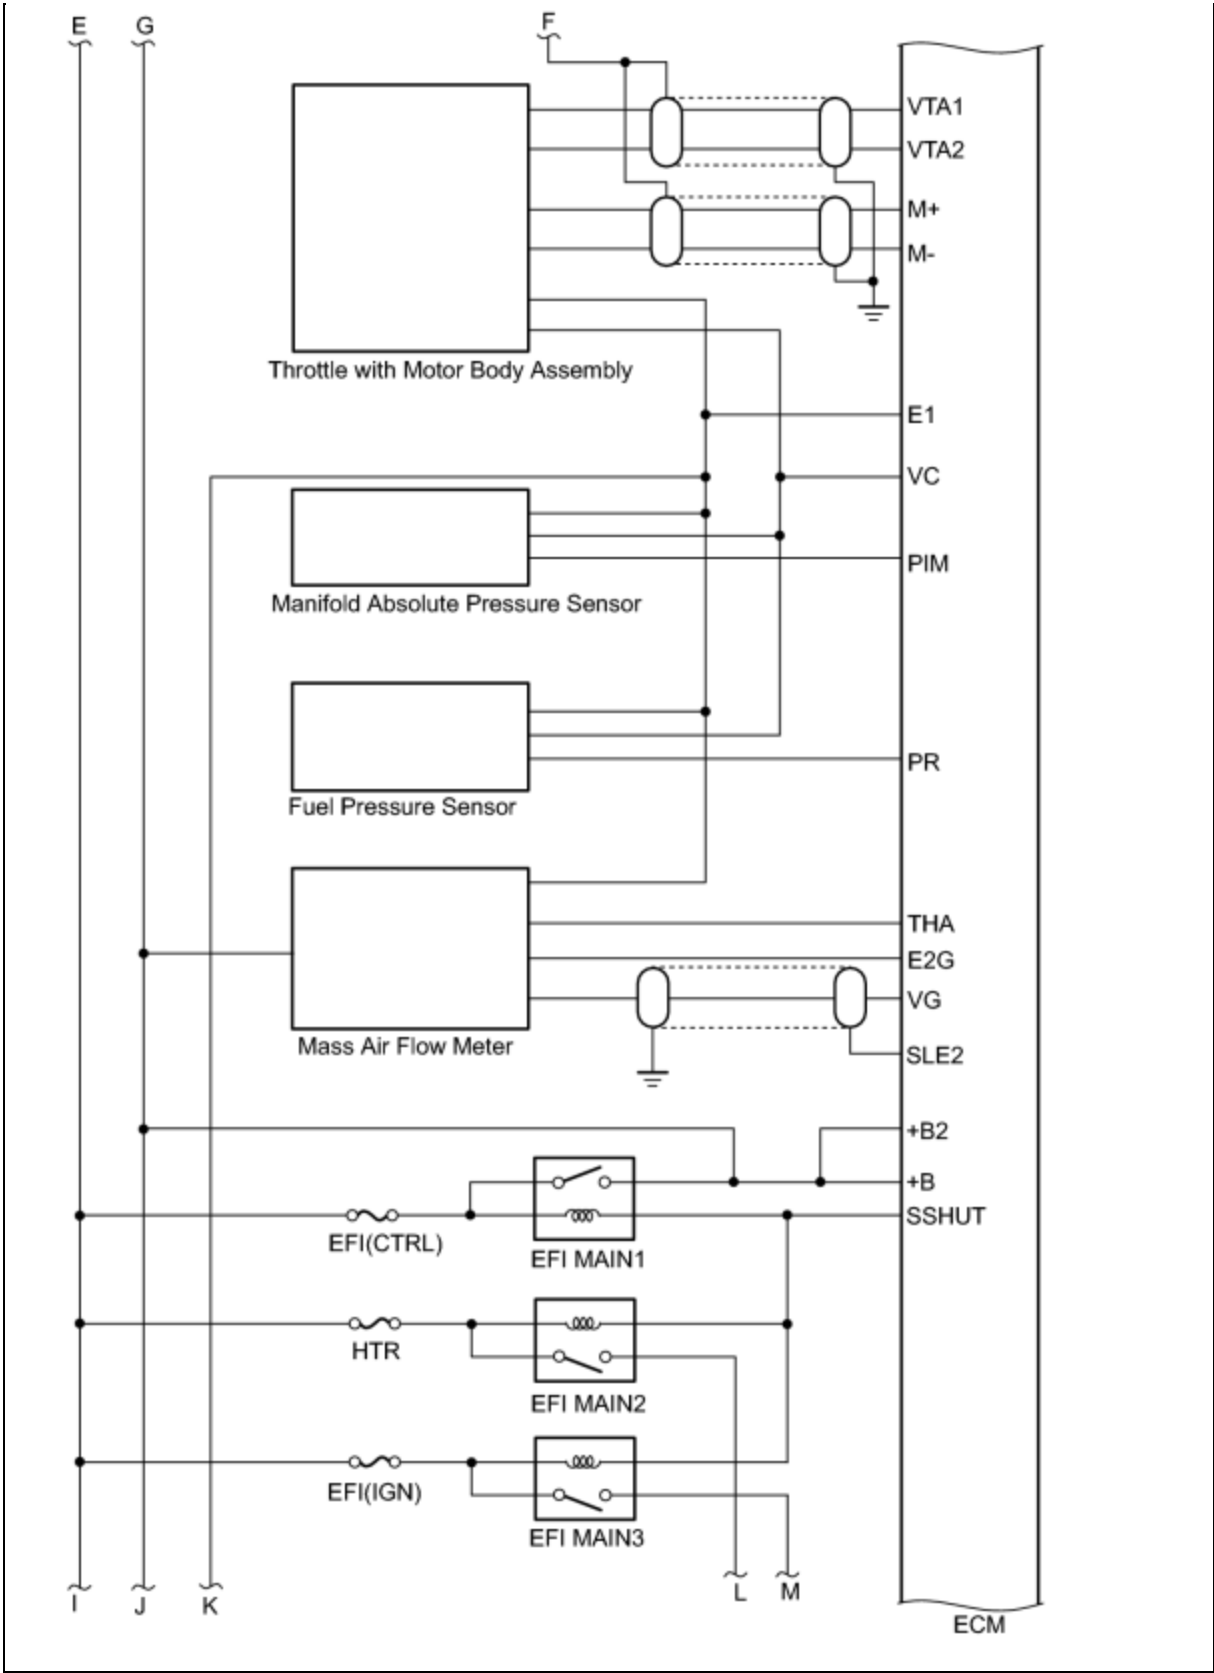 E G F
VTA1
VTA2
M+
M-
Throttle with Motor Body Assembly
E1
VC
PIM
Manifold Absolute Pressure Sensor
PR
Fuel Pressure Sensor
THA
E2G
VG
Mass Air Flow Meter
SLE2
+B2
+B
SSHUT
EFI(CTRL)
EFI MAIN1
HTR
EFI MAIN2
EFI(IGN)
EFI MAIN3
I J K L M
ECM